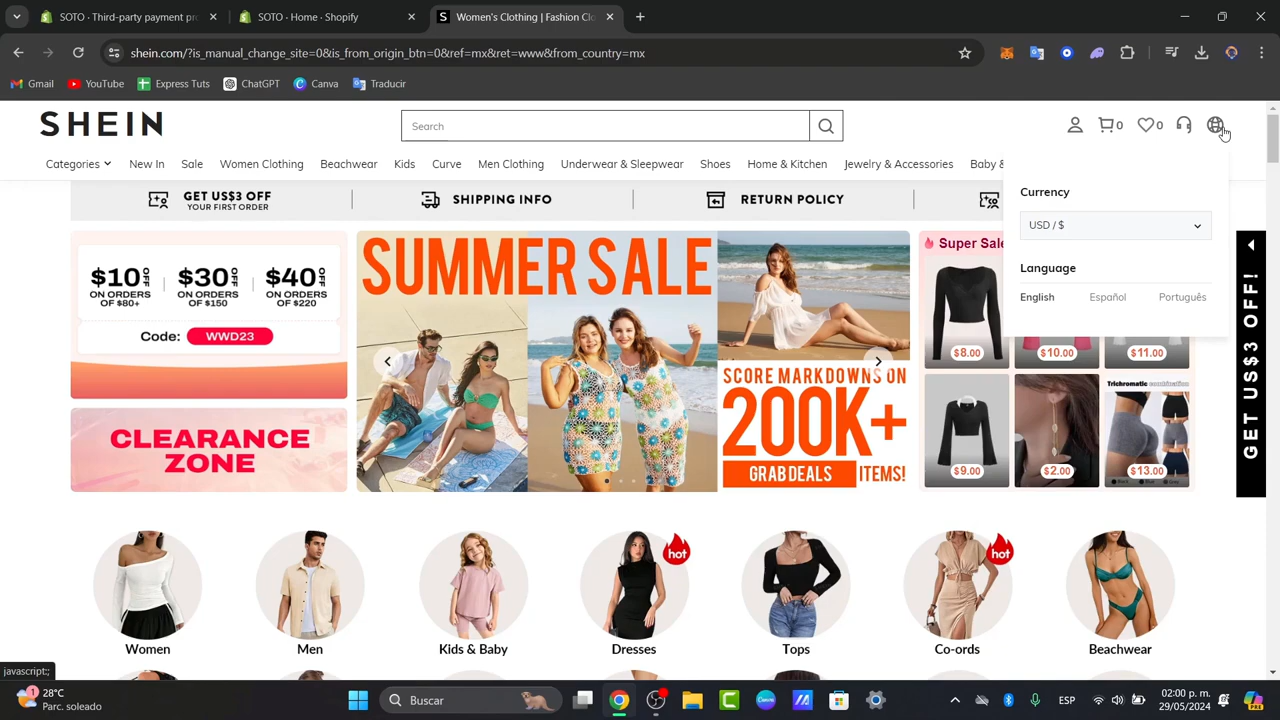 SOTO · Third-party payment pr
SOTO · Home · Shopify
Women's Clothing | Fashion Clo
shein.com/?is_manual_change_site=0&is_from_origin_btn=0&ref=mx&ret=www&from_country=mx
Gmail
YouTube
Express Tuts
ChatGPT
Canva
Traducir
SHEIN
Search
0
0
Categories
New In
Sale
Women Clothing
Beachwear
Kids
Curve
Men Clothing
Underwear & Sleepwear
Shoes
Home & Kitchen
Jewelry & Accessories
Baby &
GET US$3 OFF
YOUR FIRST ORDER
SHIPPING INFO
RETURN POLICY
Currency
USD / $
Language
English
Español
Português
$10 OFF
ON ORDERS
OF $80+
$30 OFF
ON ORDERS
OF $150
$40 OFF
ON ORDERS
OF $220
Code: WWD23
CLEARANCE
ZONE
SUMMER SALE
SCORE MARKDOWNS ON
200K+
GRAB DEALS ITEMS!
Super Sale
$8.00
$10.00
$11.00
Trichromatic combination
$9.00
$2.00
$13.00
GET US$3 OFF!
hot
hot
Women
Men
Kids & Baby
Dresses
Tops
Co-ords
Beachwear
javascript:;
1
28°C
Parc. soleado
Buscar
ESP
02:00 p. m.
29/05/2024